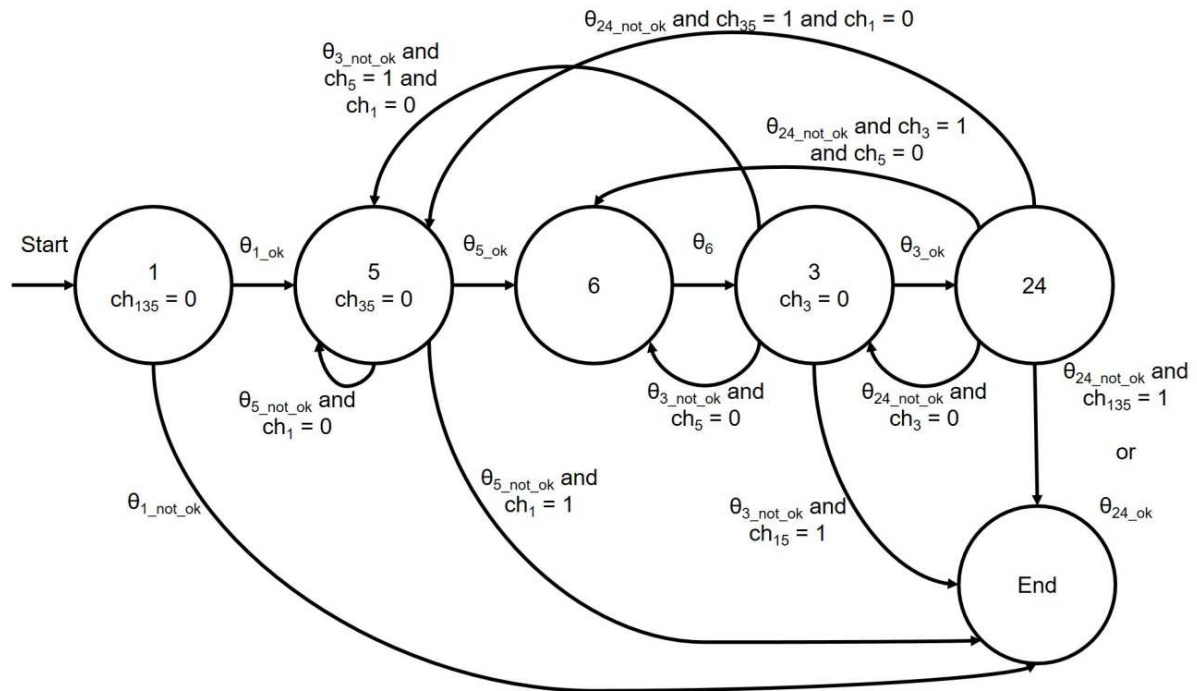 θ24_not_ok and ch35 = 1 and ch1 = 0
θ3_not_ok and
ch5 = 1 and
ch1 = 0
θ24_not_ok and ch3 = 1
and ch5 = 0
Start
θ1_ok
θ5_ok
θ6
θ3_ok
1
ch135 = 0
5
ch35 = 0
6
3
ch3 = 0
24
θ5_not_ok and
ch1 = 0
θ3_not_ok and
ch5 = 0
θ24_not_ok and
ch3 = 0
θ24_not_ok and
ch135 = 1
or
θ24_ok
θ1_not_ok
θ5_not_ok and
ch1 = 1
θ3_not_ok and
ch15 = 1
End